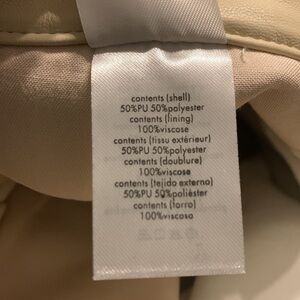 contents (shell)
50%PU 50%polyester
contents (lining)
100%viscose
contents (tissu extérieur)
50%PU 50%polyester
contents (doublure)
100%viscose
contents (tejido externo)
50%PU 50%poliéster
contents (forro)
100%viscosa